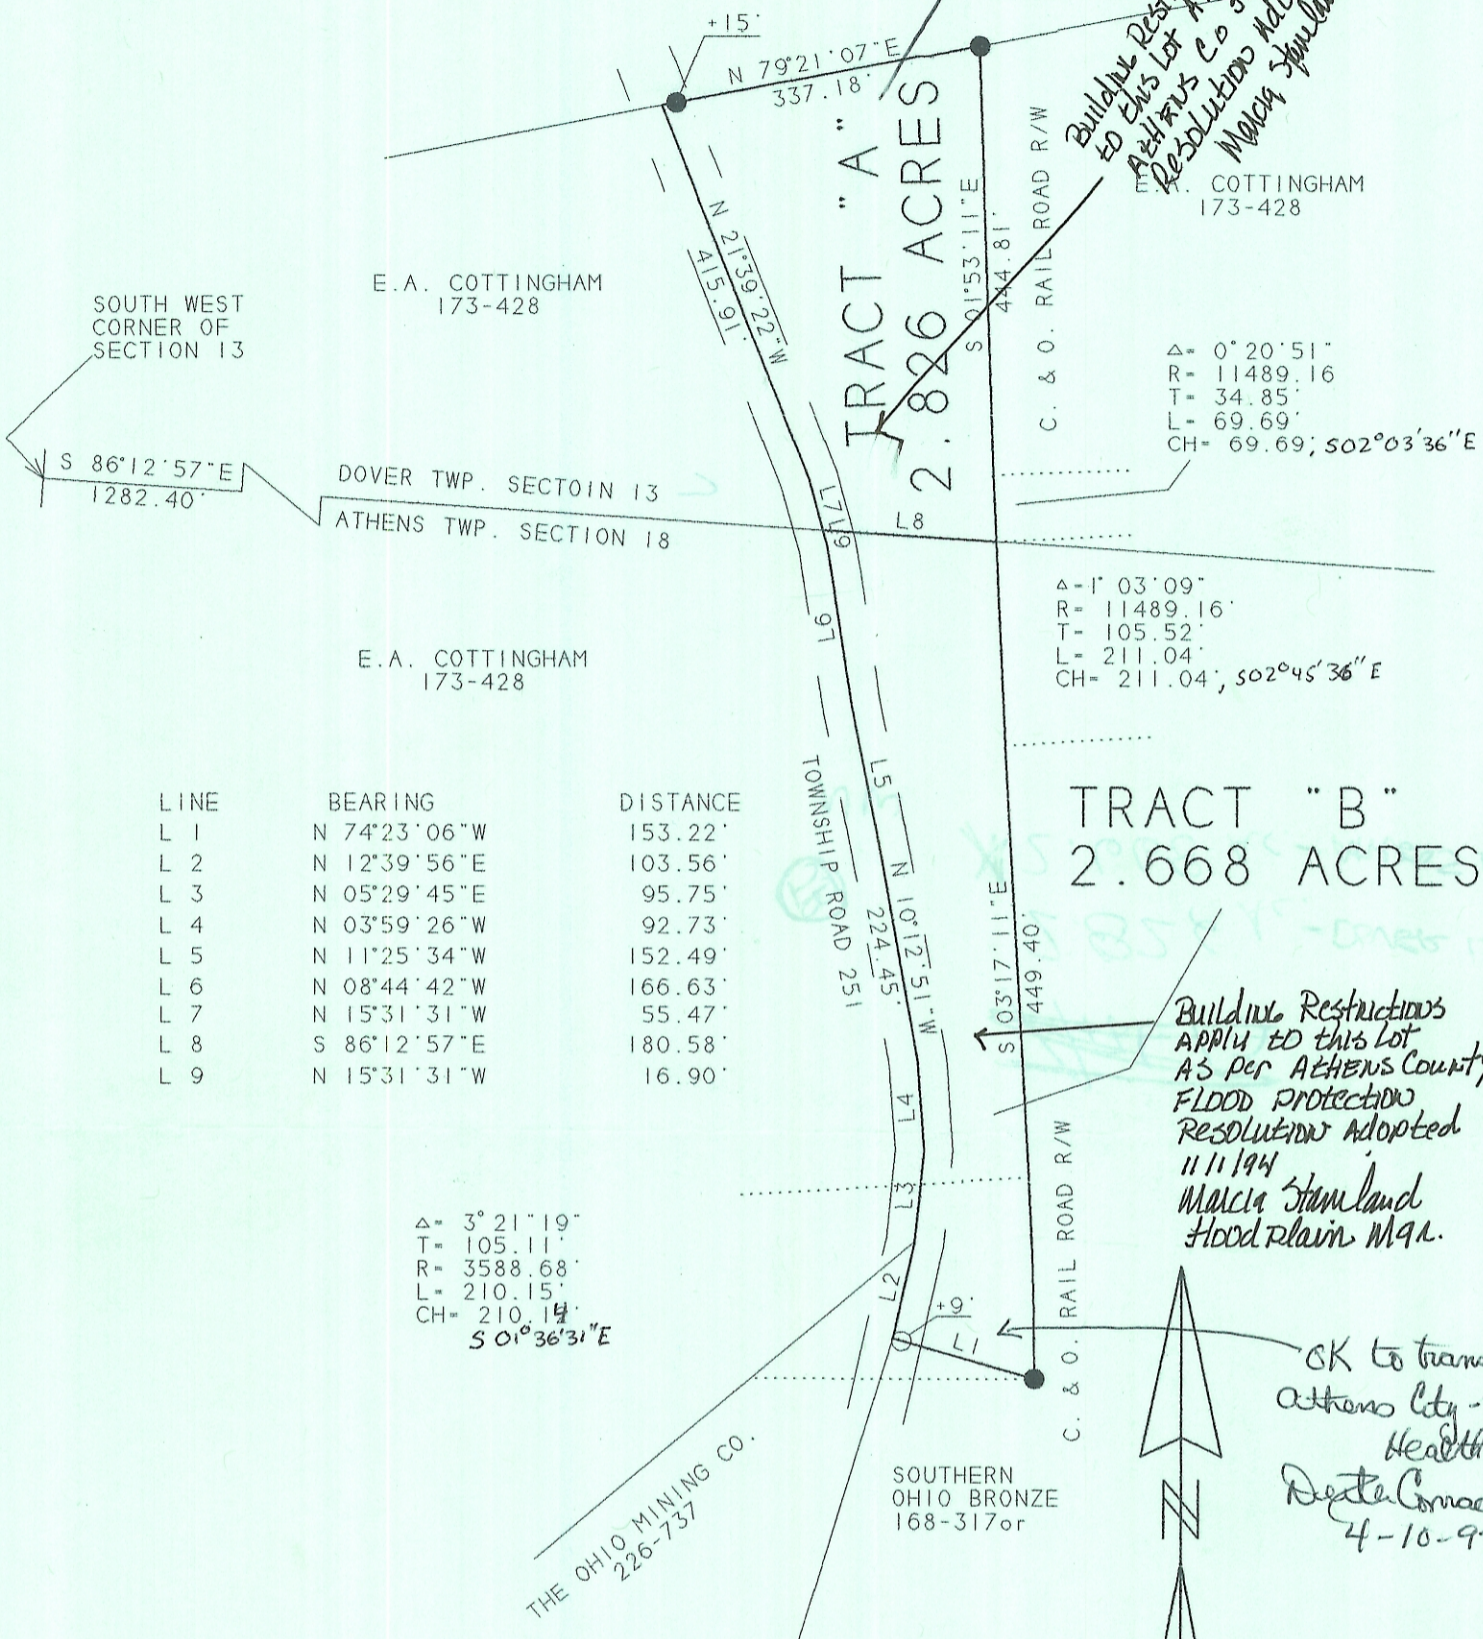 +15'
N 79°21'07"E
337.18'
Building
to this Lot
Athens Co
Resolution
Marcia
TRACT "A"
2.826 ACRES
S 01°53'11"E
444.81'
C. & O. RAIL ROAD R/W
E.A. COTTINGHAM
173-428
N 21°39'22"W
415.91'
E.A. COTTINGHAM
173-428
SOUTH WEST
CORNER OF
SECTION 13
S 86°12'57"E
1282.40'
DOVER TWP. SECTOIN 13
ATHENS TWP. SECTION 18
L7
L9
L8
Δ= 0°20'51"
R= 11489.16
T= 34.85'
L= 69.69'
CH= 69.69; S02°03'36"E
Δ=1° 03'09"
R= 11489.16'
T= 105.52'
L= 211.04'
CH= 211.04', S02°45'36"E
E.A. COTTINGHAM
173-428
L6
L5
TOWNSHIP ROAD 251
N 10°12'51"W
224.45'
LINE BEARING DISTANCE
L 1 N 74°23'06"W 153.22'
L 2 N 12°39'56"E 103.56'
L 3 N 05°29'45"E 95.75'
L 4 N 03°59'26"W 92.73'
L 5 N 11°25'34"W 152.49'
L 6 N 08°44'42"W 166.63'
L 7 N 15°31'31"W 55.47'
L 8 S 86°12'57"E 180.58'
L 9 N 15°31'31"W 16.90'
TRACT "B"
2.668 ACRES
S 03°17'11"E
449.40'
Building Restrictions
APPly to this Lot
AS Per Athens County
FLOOD Protection
Resolution Adopted
11/1/94
Marcia
Flood Plain Mgr.
L4
L3
L2
+9'
L1
C. & O. RAIL ROAD R/W
Δ= 3°21"19"
T= 105.11'
R= 3588.68'
L= 210.15'
CH= 210.14'
S 01°36'31"E
OK to
Athens City-
Health
4-10-9
N
SOUTHERN
OHIO BRONZE
168-317or
THE OHIO MINING CO.
226-737